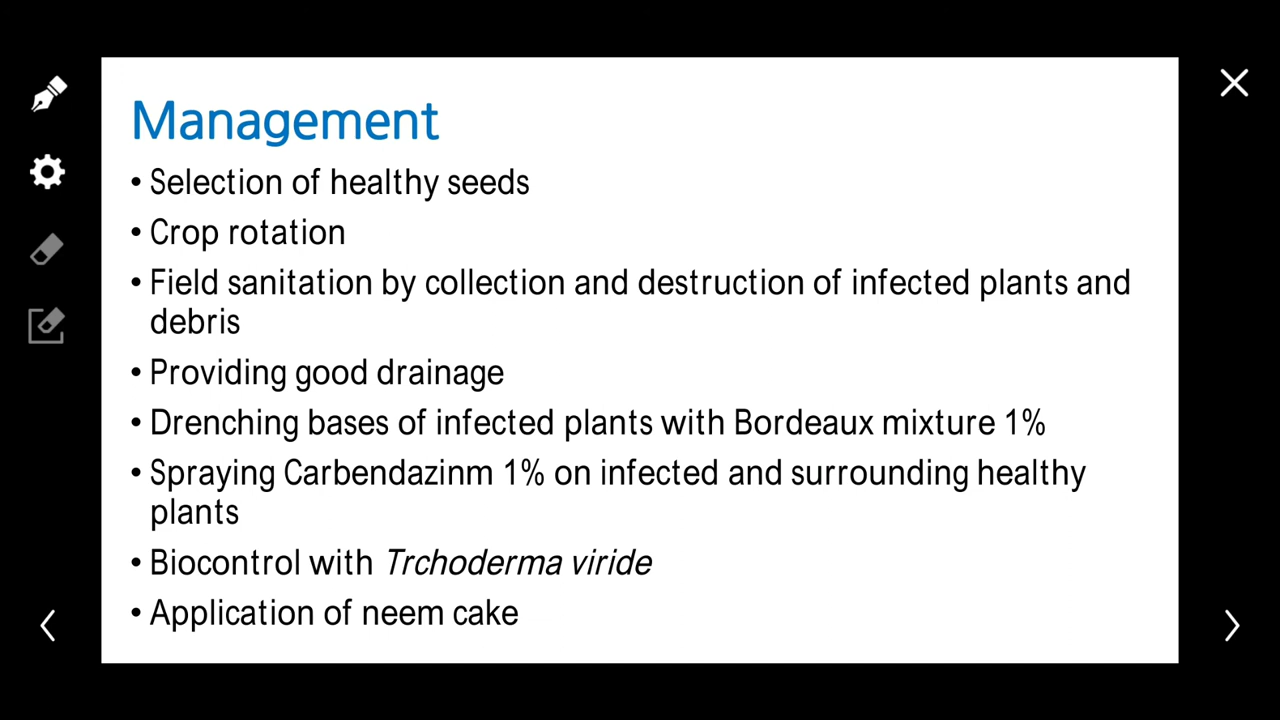 Management
• Selection of healthy seeds
• Crop rotation
• Field sanitation by collection and destruction of infected plants and
debris
• Providing good drainage
• Drenching bases of infected plants with Bordeaux mixture 1%
• Spraying Carbendazinm 1% on infected and surrounding healthy
plants
• Biocontrol with Trchoderma viride
• Application of neem cake